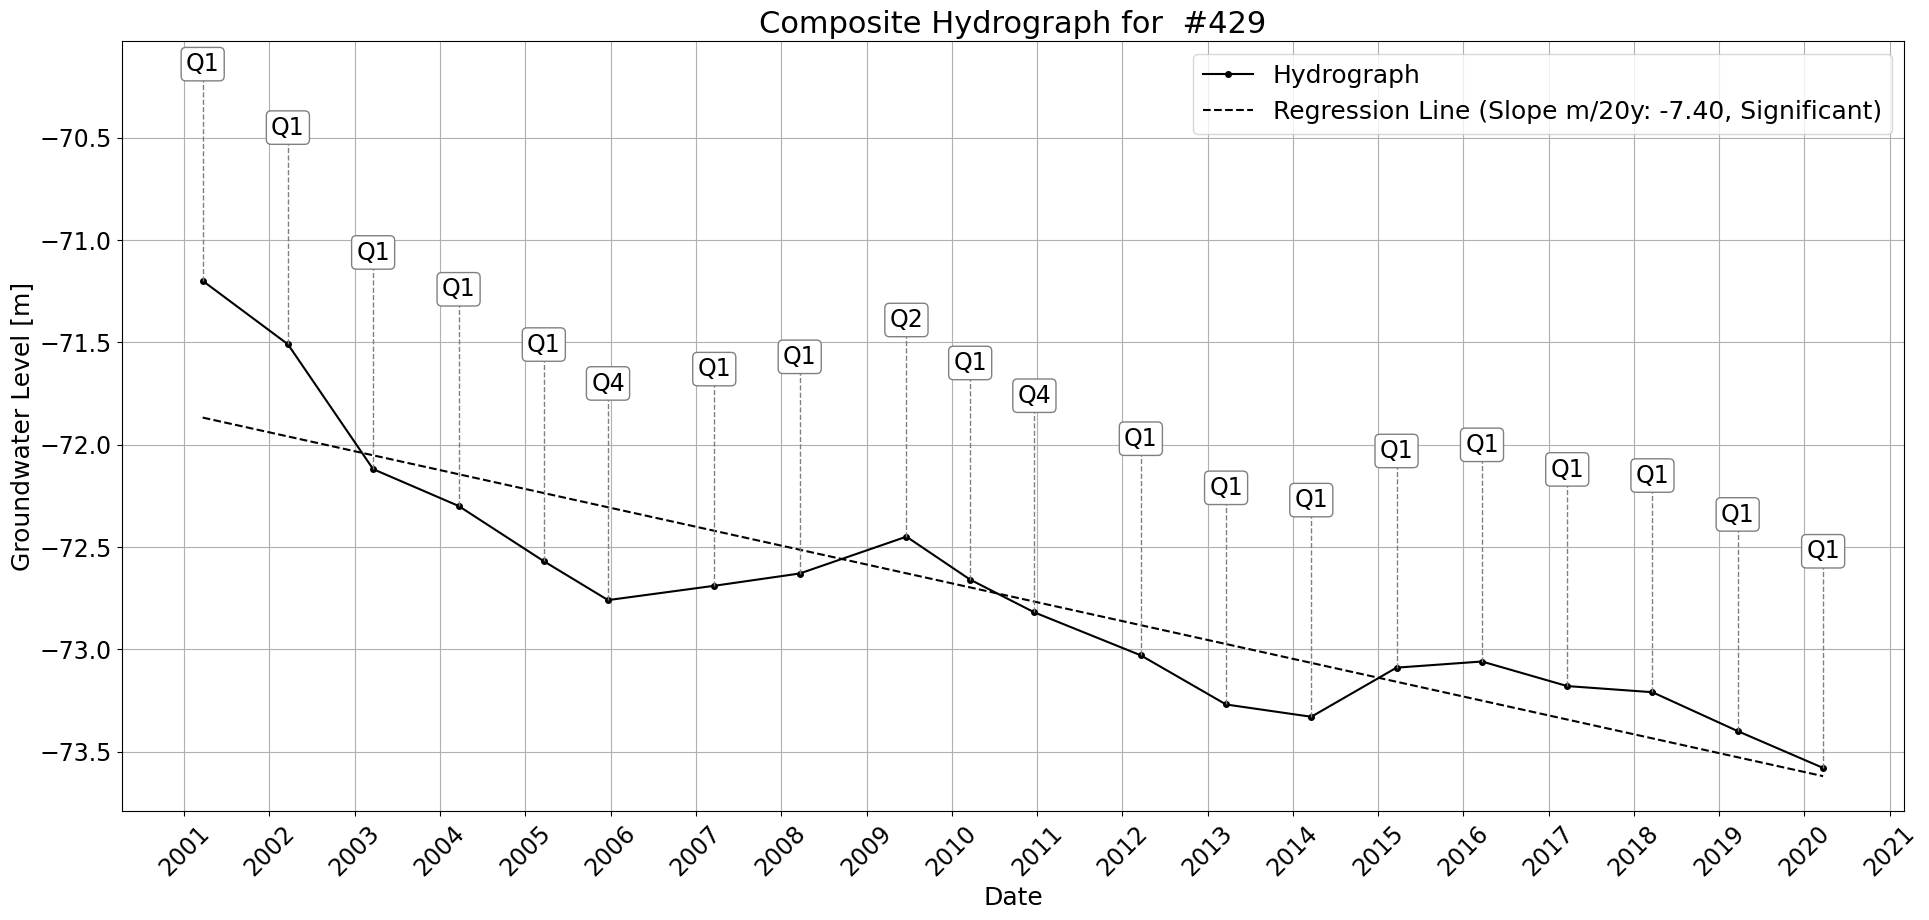 Composite Hydrograph for  #429
Hydrograph
Regression Line (Slope m/20y: -7.40, Significant)
Q1
Q1
Q1
Q1
Q1
Q4
Q1
Q1
Q2
Q1
Q4
Q1
Q1
Q1
Q1
Q1
Q1
Q1
Q1
Q1
Groundwater Level [m]
−70.5
−71.0
−71.5
−72.0
−72.5
−73.0
−73.5
2001
2002
2003
2004
2005
2006
2007
2008
2009
2010
2011
2012
2013
2014
2015
2016
2017
2018
2019
2020
2021
Date